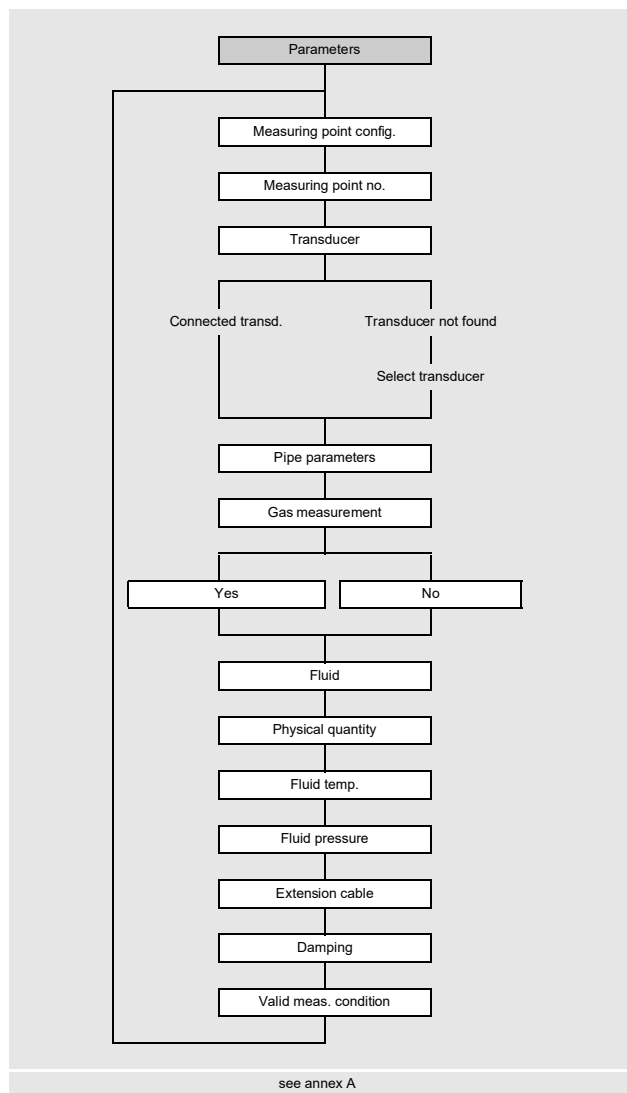 Parameters
Measuring point config.
Measuring point no.
Transducer
Connected transd.
Transducer not found
Select transducer
Pipe parameters
Gas measurement
Yes
No
Fluid
Physical quantity
Fluid temp.
Fluid pressure
Extension cable
Damping
Valid meas. condition
see annex A